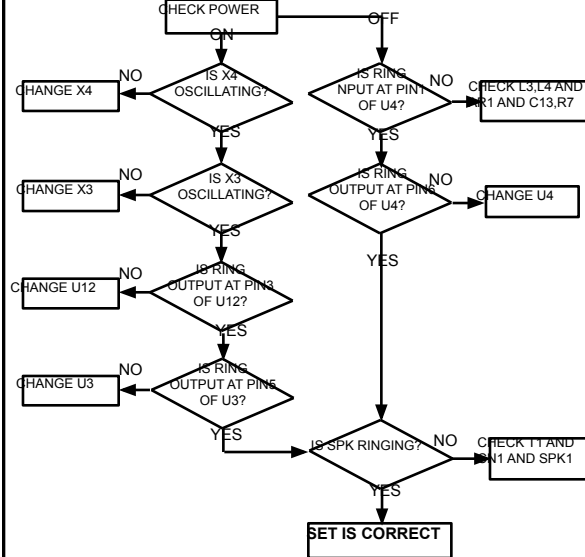 CHECK POWER
ON
OFF
IS X4
OSCILLATING?
NO
CHANGE X4
YES
IS X3
OSCILLATING?
NO
CHANGE X3
YES
IS RING
OUTPUT AT PIN3
OF U12?
NO
CHANGE U12
YES
IS RING
OUTPUT AT PIN5
OF U3?
NO
CHANGE U3
YES
IS RING
NPUT AT PIN1
OF U4?
NO
CHECK L3,L4 AND
R1 AND C13,R7
YES
IS RING
OUTPUT AT PIN6
OF U4?
NO
CHANGE U4
YES
IS SPK RINGING?
NO
CHECK T1 AND
AND SPK1
YES
SET IS CORRECT